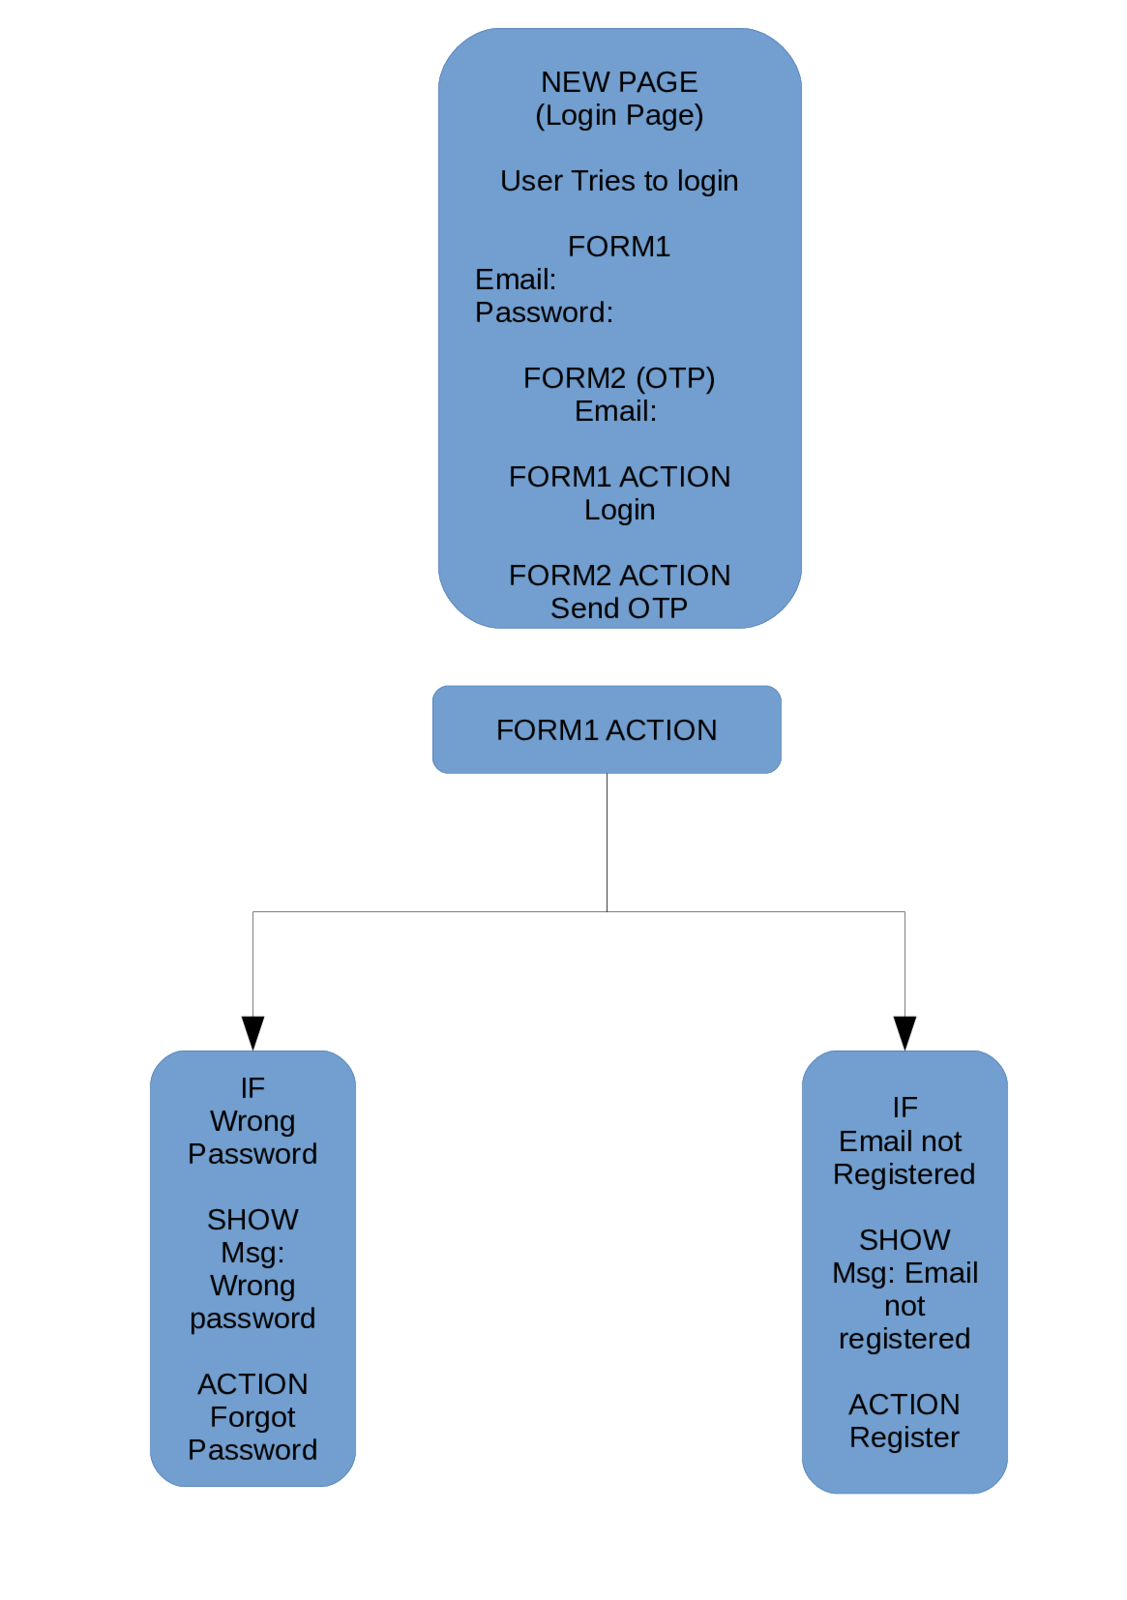 NEW PAGE
(Login Page)
User Tries to login
FORM1
Email:
Password:
FORM2 (OTP)
Email:
FORM1 ACTION
Login
FORM2 ACTION
Send OTP
FORM1 ACTION
IF
Wrong
Password
SHOW
Msg:
Wrong
password
ACTION
Forgot
Password
IF
Email not
Registered
SHOW
Msg: Email
not
registered
ACTION
Register